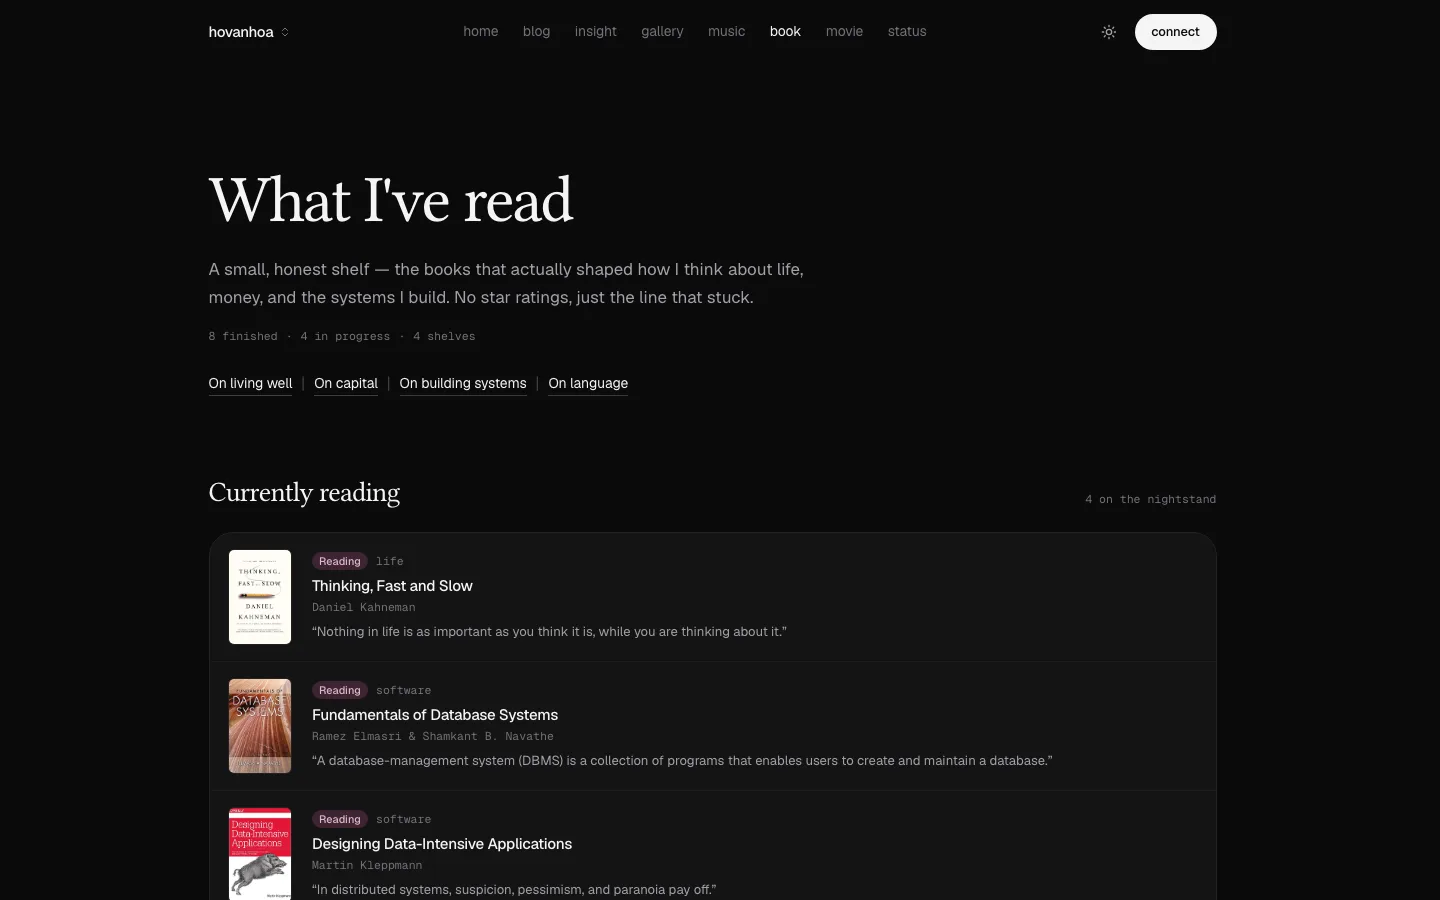 hovanhoa
home blog insight gallery music book movie status
connect
What I've read
A small, honest shelf — the books that actually shaped how I think about life,
money, and the systems I build. No star ratings, just the line that stuck.
8 finished · 4 in progress · 4 shelves
On living well | On capital | On building systems | On language
Currently reading
4 on the nightstand
THINKING,
FAST AND SLOW
DANIEL
KAHNEMAN
Reading life
Thinking, Fast and Slow
Daniel Kahneman
“Nothing in life is as important as you think it is, while you are thinking about it.”
FUNDAMENTALS OF
DATABASE
SYSTEMS
Reading software
Fundamentals of Database Systems
Ramez Elmasri & Shamkant B. Navathe
“A database-management system (DBMS) is a collection of programs that enables users to create and maintain a database.”
Designing
Data-Intensive
Applications
Reading software
Designing Data-Intensive Applications
Martin Kleppmann
“In distributed systems, suspicion, pessimism, and paranoia pay off.”